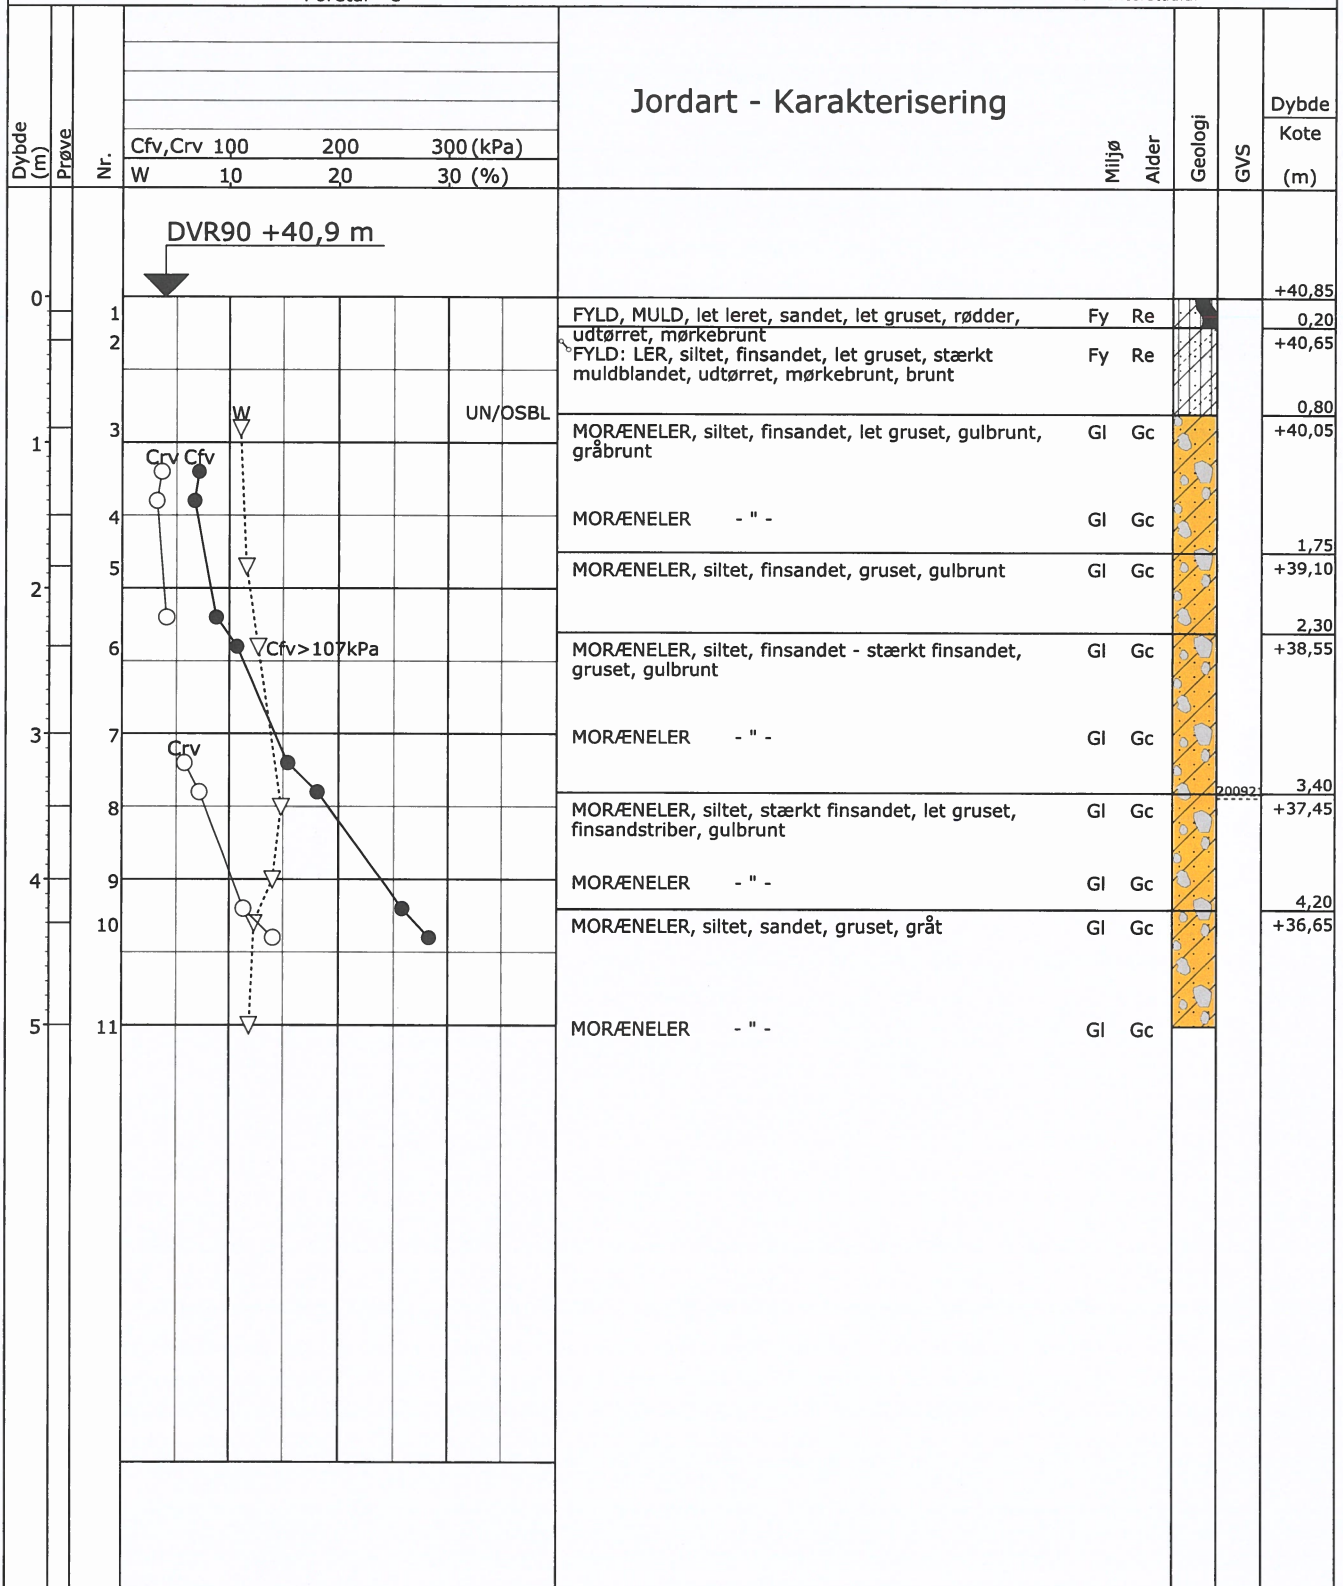 Jordart - Karakterisering
Dybde (m)
Prøve
Nr.
Cfv,Crv 100 200 300 (kPa)
W 10 20 30 (%)
Miljø
Alder
Geologi
GVS
Dybde
Kote
(m)
DVR90 +40,9 m
0
+40,85
1 FYLD, MULD, let leret, sandet, let gruset, rødder, Fy Re 0,20
udtørret, mørkebrunt
2 +40,65
FYLD: LER, siltet, finsandet, let gruset, stærkt Fy Re
muldblandet, udtørret, mørkebrunt, brunt
W UN/OSBL 0,80
3 MORÆNELER, siltet, finsandet, let gruset, gulbrunt, Gl Gc +40,05
1 gråbrunt
Crv Cfv
4 MORÆNELER - " - Gl Gc
1,75
5 MORÆNELER, siltet, finsandet, gruset, gulbrunt Gl Gc +39,10
2
2,30
6 Cfv>107kPa MORÆNELER, siltet, finsandet - stærkt finsandet, Gl Gc +38,55
gruset, gulbrunt
3 7 MORÆNELER - " - Gl Gc
Crv
3,40
8 MORÆNELER, siltet, stærkt finsandet, let gruset, Gl Gc +37,45
finsandstriber, gulbrunt
4 9 MORÆNELER - " - Gl Gc
4,20
10 MORÆNELER, siltet, sandet, gruset, gråt Gl Gc +36,65
5 11 MORÆNELER - " - Gl Gc